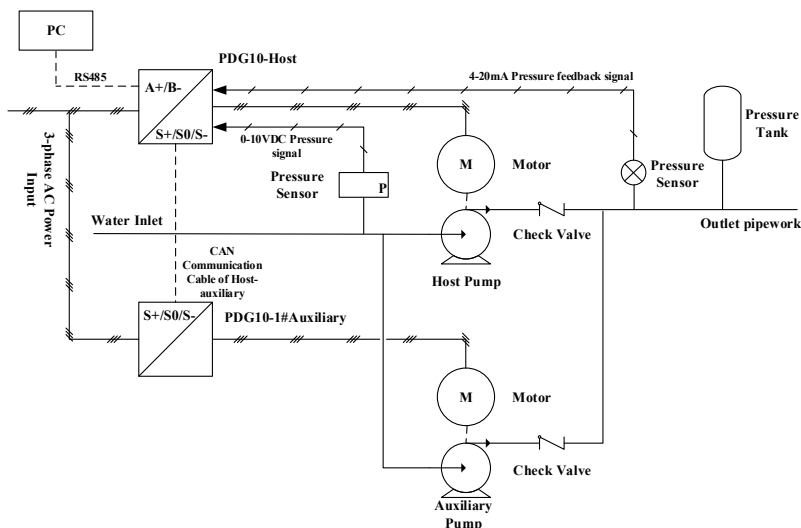 PC
RS485
PDG10-Host
A+/B-
S+/S0/S-
4-20mA Pressure feedback signal
0-10VDC Pressure
signal
Pressure
Sensor
P
M
Motor
Pressure
Sensor
Pressure
Tank
3-phase AC Power
Input
Water Inlet
Check Valve
Outlet pipework
Host Pump
CAN
Communication
Cable of Host-
auxiliary
S+/S0/S-
PDG10-1#Auxiliary
M
Motor
Check Valve
Auxiliary
Pump